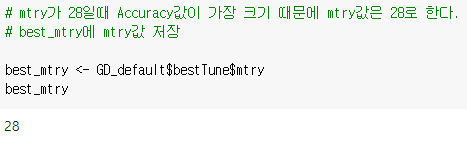 # mtry가 28일때 Accuracy값이 가장 크기 때문에 mtry값은 28로 한다.
# best_mtry에 mtry값 저장
best_mtry <- GD_default$bestTune$mtry
best_mtry
28